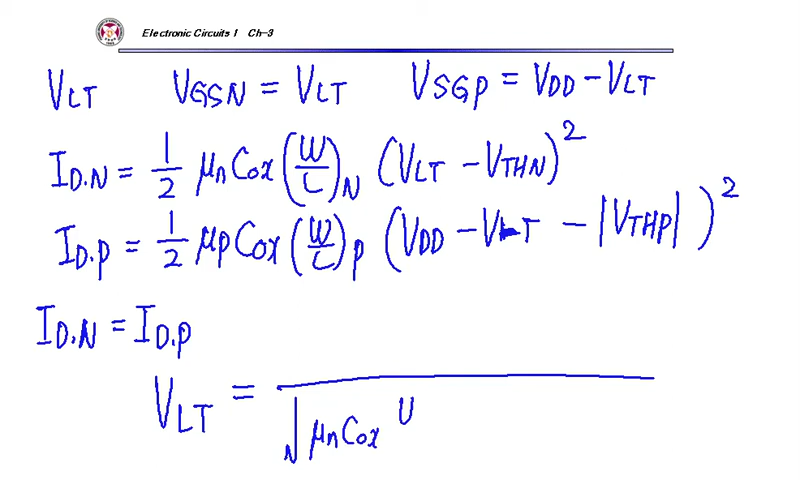 Electronic Circuits 1 Ch-3
VLT VGSN = VLT VSGP = VDD - VLT
ID.N = 1/2 μnCox (W/L)N (VLT - VTHN)2
ID.P = 1/2 μpCox (W/L)P (VDD - VLT - |VTHP|)2
ID.N = ID.P
VLT =
√μnCox